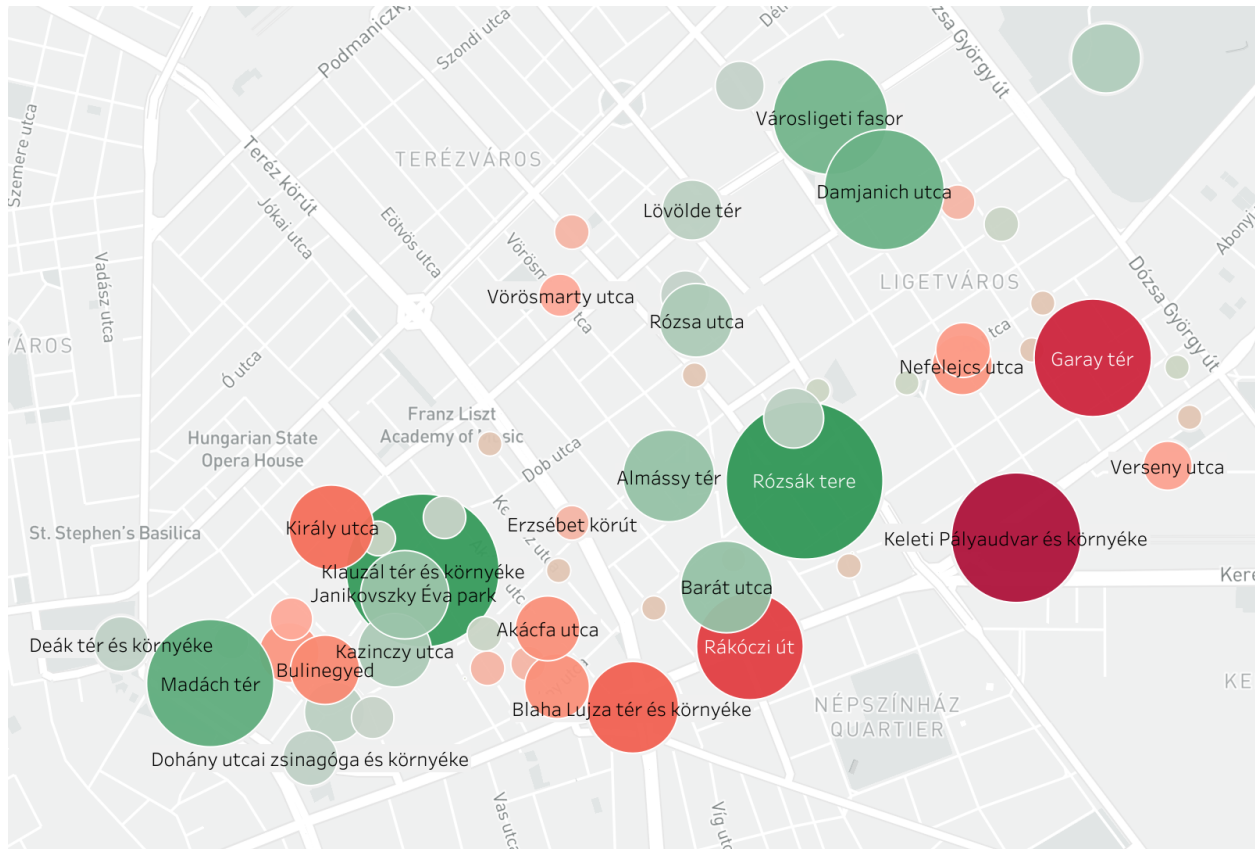 Podmaniczky
Szondi utca
Dózsa György út
Városligeti fasor
Szemere utca
Teréz körút
TERÉZVÁROS
Damjanich utca
Lövölde tér
Jókai utca
Eötvös utca
Abonyi
Vadász utca
LIGETVÁROS
Dózsa György út
Vörösmarty utca
Rózsa utca
VÁROS
Garay tér
Nefelejcs utca
Ó utca
Franz Liszt
Academy of Music
Hungarian State
Opera House
Dob utca
Verseny utca
Almássy tér
Rózsák tere
Király utca
Erzsébet körút
St. Stephen's Basilica
Keleti Pályaudvar és környéke
Klauzál tér és környéke
Kere
Janikovszky Éva park
Barát utca
Akácfa utca
Deák tér és környéke
Kazinczy utca
Rákóczi út
Bulinegyed
Madách tér
KE
Blaha Lujza tér és környéke
NÉPSZÍNHÁZ
QUARTIER
Dohány utcai zsinagóga és környéke
Vas utca
Víg utc